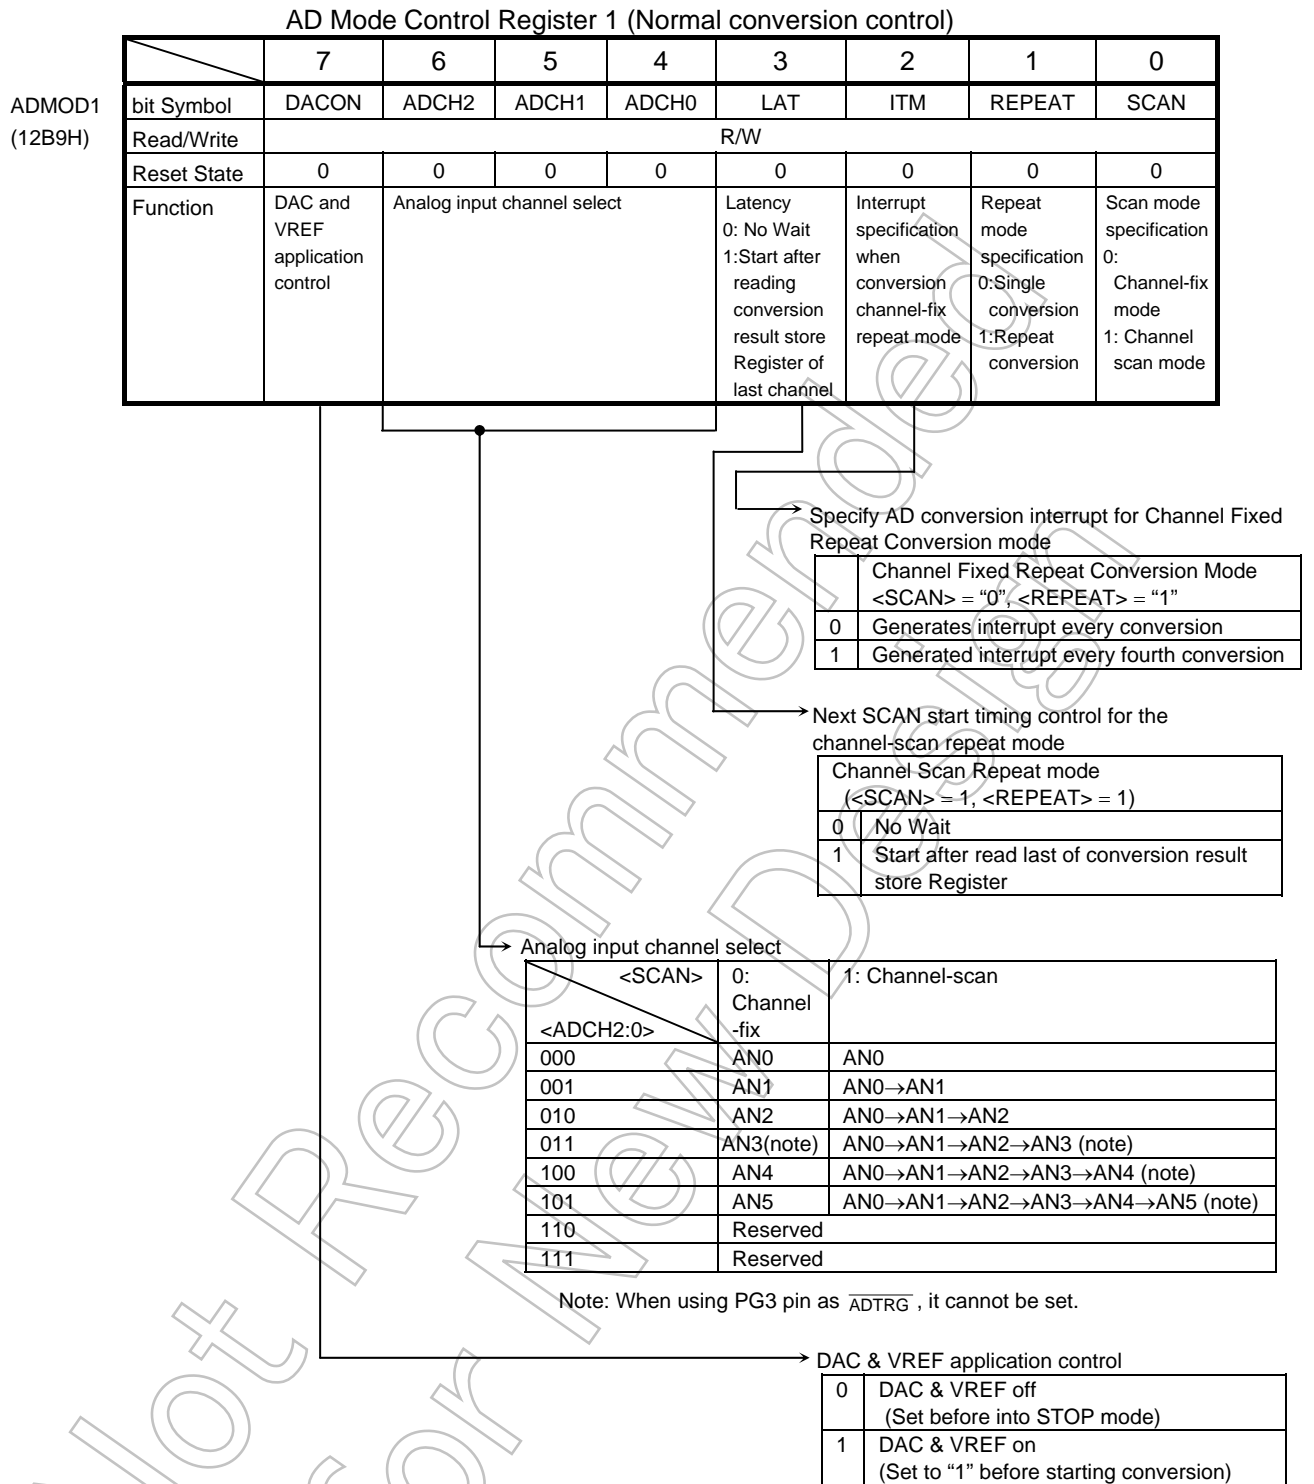 AD Mode Control Register 1 (Normal conversion control)
7 6 5 4 3 2 1 0
ADMOD1 (12B9H)
bit Symbol DACON ADCH2 ADCH1 ADCH0 LAT ITM REPEAT SCAN
Read/Write R/W
Reset State 0 0 0 0 0 0 0 0
Function
DAC and
VREF
application
control
Analog input channel select
Latency
0: No Wait
1:Start after
reading
conversion
result store
Register of
last channel
Interrupt
specification
when
conversion
channel-fix
repeat mode
Repeat
mode
specification
0:Single
conversion
1:Repeat
conversion
Scan mode
specification
0:
Channel-fix
mode
1: Channel
scan mode
Specify AD conversion interrupt for Channel Fixed
Repeat Conversion mode
Channel Fixed Repeat Conversion Mode
<SCAN> = “0”, <REPEAT> = “1”
0 Generates interrupt every conversion
1 Generated interrupt every fourth conversion
Next SCAN start timing control for the
channel-scan repeat mode
Channel Scan Repeat mode
(<SCAN> = 1, <REPEAT> = 1)
0 No Wait
1 Start after read last of conversion result
store Register
Analog input channel select
<SCAN>
<ADCH2:0>
0:
Channel
-fix
1: Channel-scan
000 AN0 AN0
001 AN1 AN0→AN1
010 AN2 AN0→AN1→AN2
011 AN3(note) AN0→AN1→AN2→AN3 (note)
100 AN4 AN0→AN1→AN2→AN3→AN4 (note)
101 AN5 AN0→AN1→AN2→AN3→AN4→AN5 (note)
110 Reserved
111 Reserved
Note: When using PG3 pin as ADTRG , it cannot be set.
DAC & VREF application control
0 DAC & VREF off
(Set before into STOP mode)
1 DAC & VREF on
(Set to “1” before starting conversion)
Not Recommended
for New Design